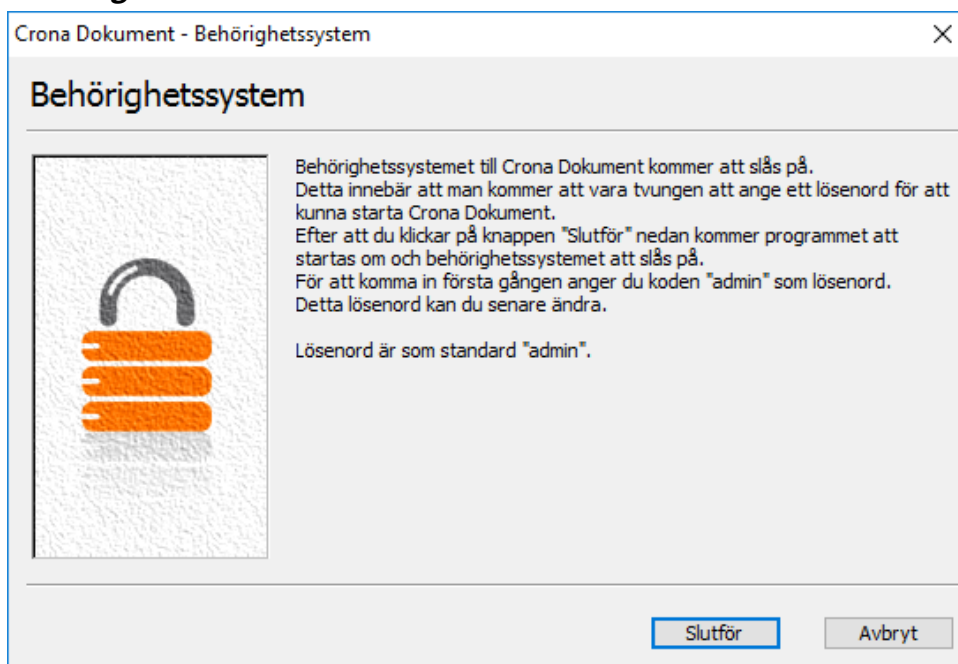 Crona Dokument - Behörighetssystem
Behörighetssystem
Behörighetssystemet till Crona Dokument kommer att slås på.
Detta innebär att man kommer att vara tvungen att ange ett lösenord för att
kunna starta Crona Dokument.
Efter att du klickar på knappen "Slutför" nedan kommer programmet att
startas om och behörighetssystemet att slås på.
För att komma in första gången anger du koden "admin" som lösenord.
Detta lösenord kan du senare ändra.
Lösenord är som standard "admin".
Slutför Avbryt